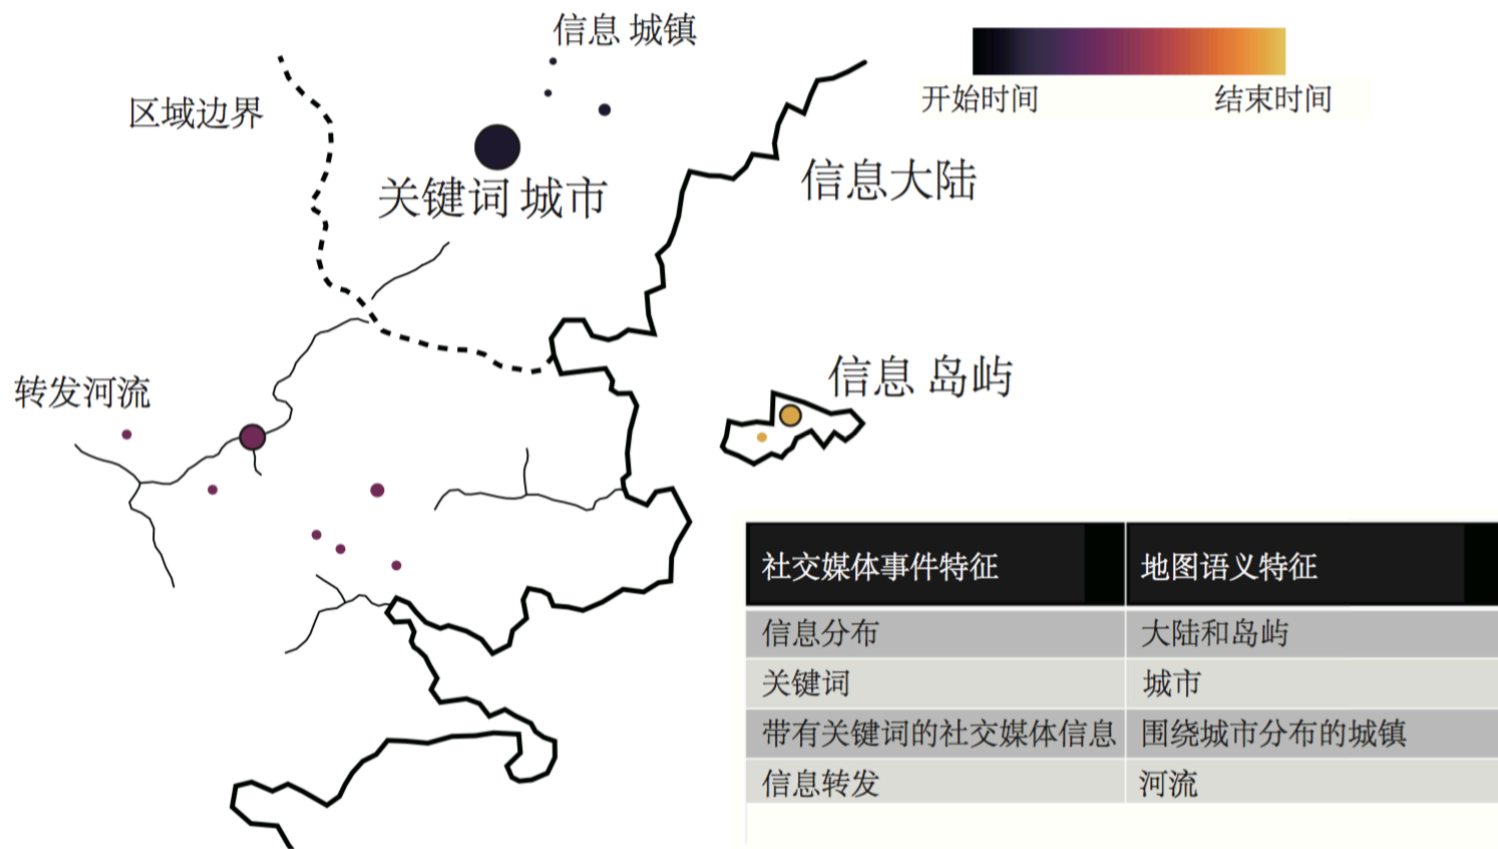 信息 城镇
区域边界
开始时间
结束时间
关键词 城市
信息大陆
转发河流
信息 岛屿
社交媒体事件特征 地图语义特征
信息分布 大陆和岛屿
关键词 城市
带有关键词的社交媒体信息 围绕城市分布的城镇
信息转发 河流